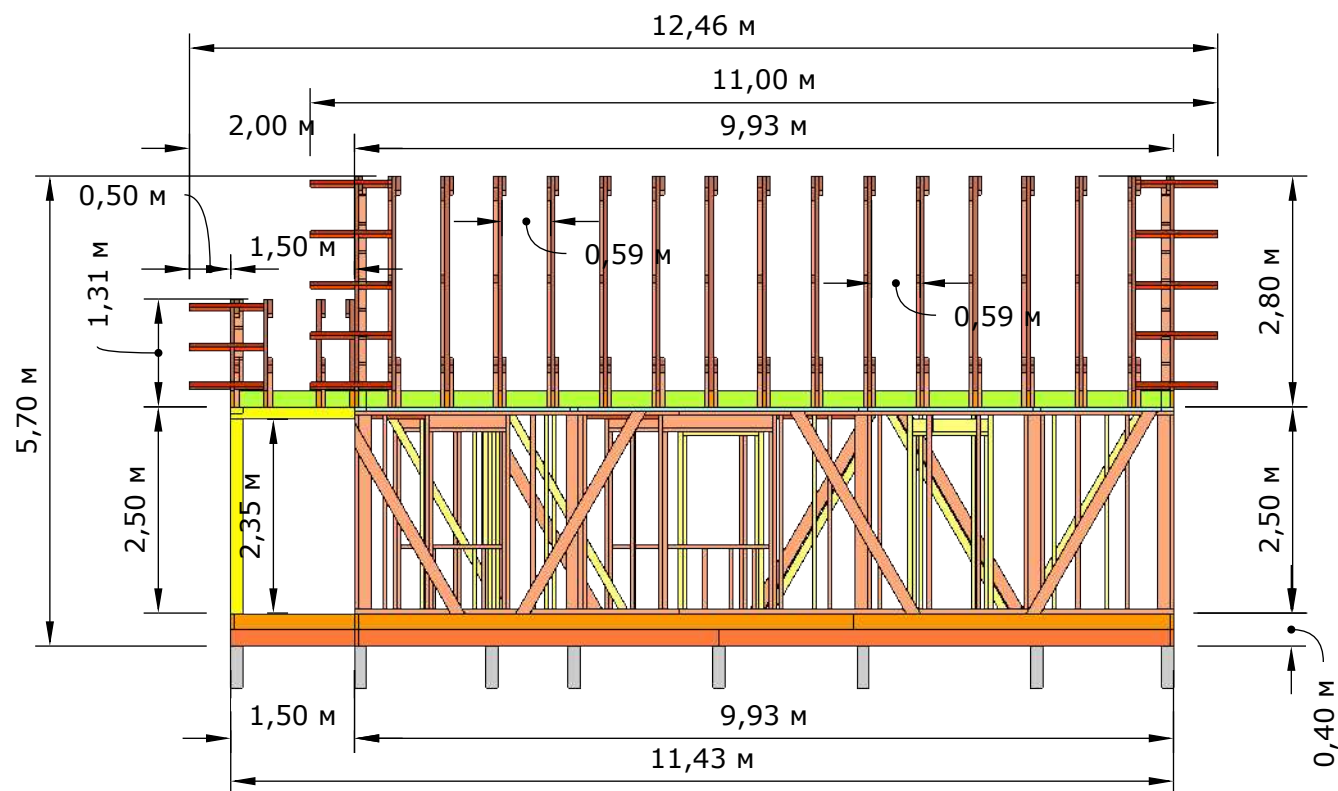 12,46 м
11,00 м
2,00 м
9,93 м
0,50 м
1,50 м
0,59 м
0,59 м
1,31 м
2,80 м
5,70 м
2,50 м
2,35 м
2,50 м
0,40 м
1,50 м
9,93 м
11,43 м